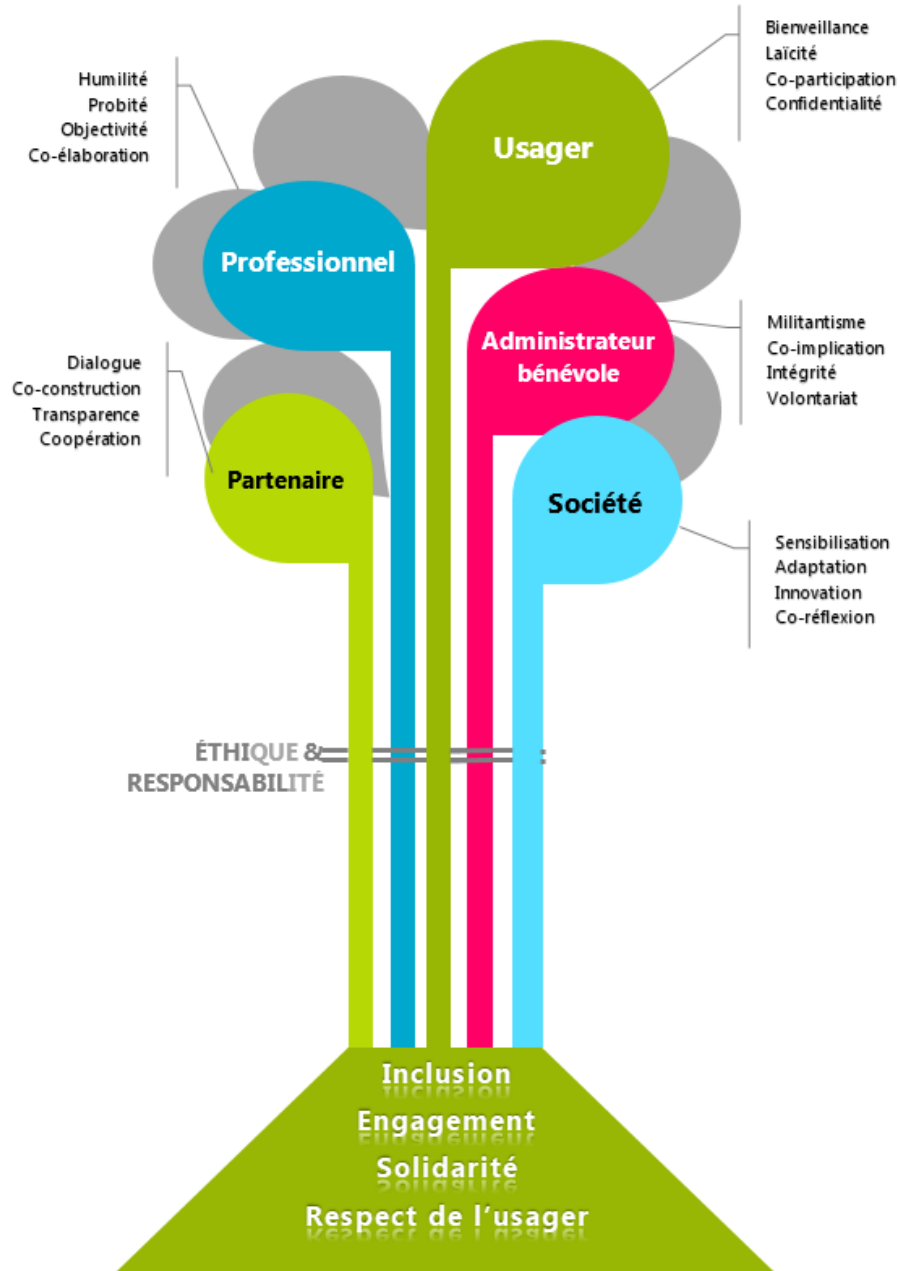 Bienveillance
Laïcité
Co-participation
Confidentialité
Usager
Humilité
Probité
Objectivité
Co-élaboration
Professionnel
Administrateur
bénévole
Militantisme
Co-implication
Intégrité
Volontariat
Dialogue
Co-construction
Transparence
Coopération
Partenaire
Société
Sensibilisation
Adaptation
Innovation
Co-réflexion
ÉTHIQUE &
RESPONSABILITÉ
Inclusion
Engagement
Solidarité
Respect de l'usager